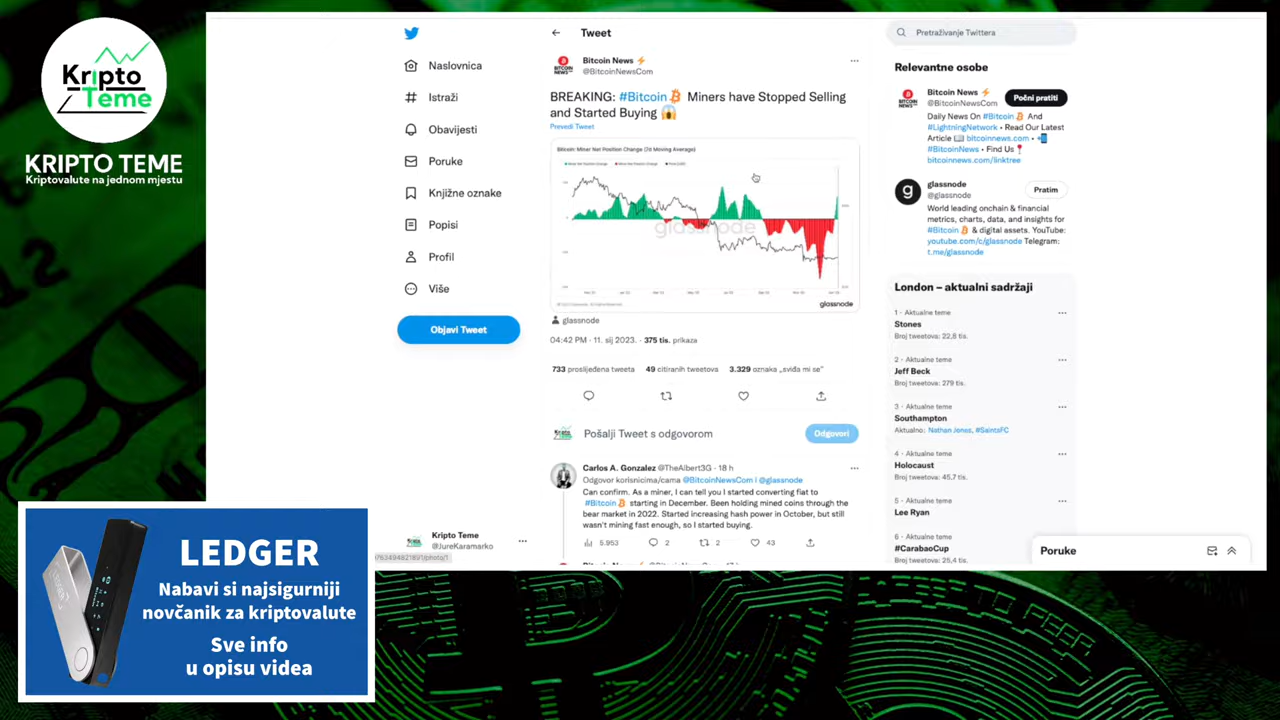 Kripto
Teme
KRIPTO TEME
Kriptovalute na jednom mjestu
Naslovnica
Istraži
Obavijesti
Poruke
Knjižne oznake
Popisi
Profil
Više
Objavi Tweet
Kripto Teme
@JureKaramarko
Tweet
Bitcoin News
@BitcoinNewsCom
BREAKING: #Bitcoin Miners have Stopped Selling
and Started Buying
Prevedi Tweet
Bitcoin: Miner Net Position Change (7d Moving Average)
glassnode
glassnode
glassnode
04:42 PM · 11. sij 2023. · 375 tis. prikaza
733 proslijeđena tweeta 49 citiranih tweetova 3.329 oznaka „sviđa mi se“
Pošalji Tweet s odgovorom
Odgovori
Carlos A. Gonzalez @TheAlbert3G · 18 h
Odgovor korisnicima/cama @BitcoinNewsCom i @glassnode
Can confirm. As a miner, I can tell you I started converting fiat to
#Bitcoin starting in December. Been holding mined coins through the
bear market in 2022. Started increasing hash power in October, but still
wasn't mining fast enough, so I started buying.
5.953 2 2 43
Pretraživanje Twittera
Relevantne osobe
Bitcoin News
@BitcoinNewsCom
Počni pratiti
Daily News On #Bitcoin And
#LightningNetwork • Read Our Latest
Article bitcoinnews.com •
#BitcoinNews • Find Us
bitcoinnews.com/linktree
glassnode
@glassnode
Pratim
World leading onchain & financial
metrics, charts, data, and insights for
#Bitcoin & digital assets. YouTube:
youtube.com/c/glassnode Telegram:
t.me/glassnode
London – aktualni sadržaji
1 · Aktualne teme
Stones
Broj tweetova: 22,8 tis.
2 · Aktualne teme
Jeff Beck
Broj tweetova: 279 tis.
3 · Aktualne teme
Southampton
Aktualno: Nathan Jones, #SaintsFC
4 · Aktualne teme
Holocaust
Broj tweetova: 45,7 tis.
5 · Aktualne teme
Lee Ryan
6 · Aktualne teme
#CarabaoCup
Broj tweetova: 25,4 tis.
Poruke
LEDGER
Nabavi si najsigurniji
novčanik za kriptovalute
Sve info
u opisu videa